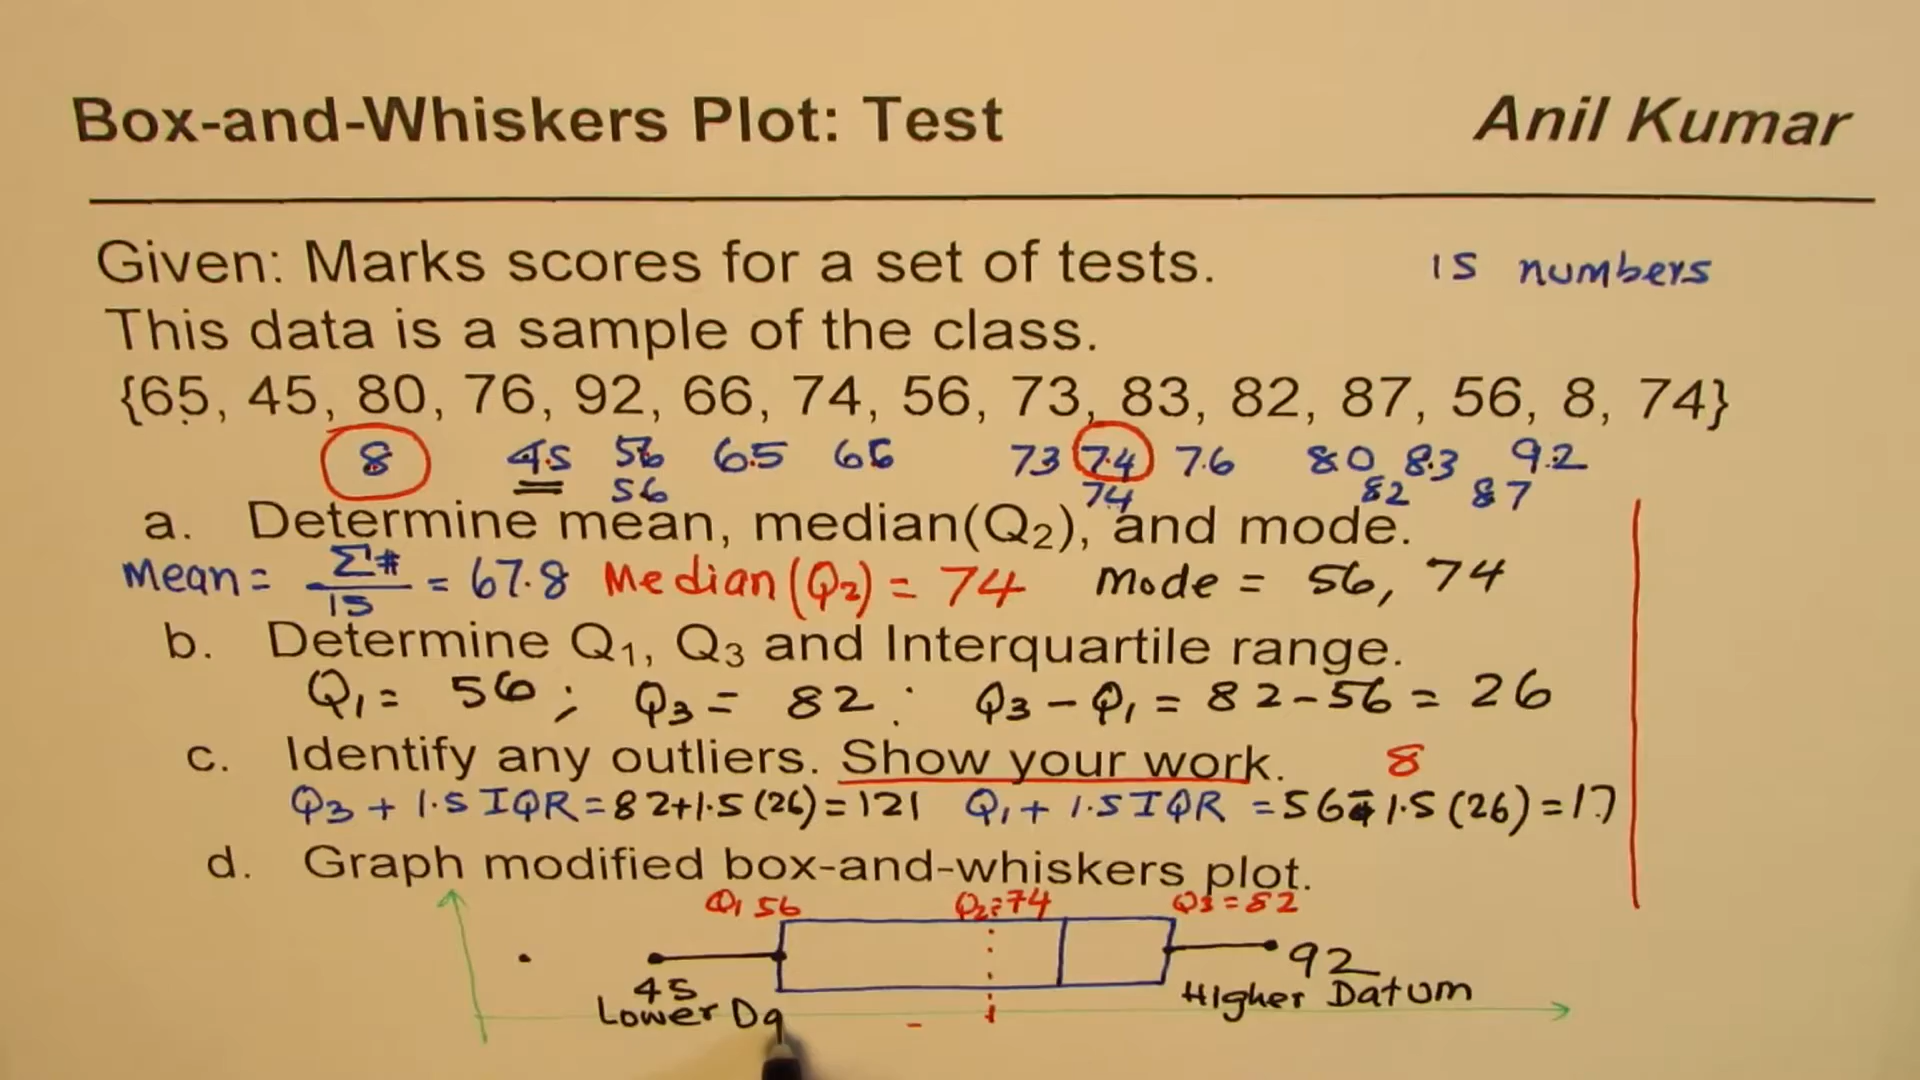 Box-and-Whiskers Plot: Test Anil Kumar
Given: Marks scores for a set of tests. 15 numbers
This data is a sample of the class.
{65, 45, 80, 76, 92, 66, 74, 56, 73, 83, 82, 87, 56, 8, 74}
8 45 56 65 66 73 74 76 80 83 92
56 74 82 87
a. Determine mean, median(Q₂), and mode.
Mean = Σ# / 15 = 67.8 Median (Q₂) = 74 Mode = 56, 74
b. Determine Q₁, Q₃ and Interquartile range.
Q₁ = 56 ; Q₃ = 82 : Q₃ - Q₁ = 82 - 56 = 26
c. Identify any outliers. Show your work. 8
Q₃ + 1.5 IQR = 82+1.5 (26) = 121 Q₁ + 1.5 IQR = 56 - 1.5 (26) = 17
d. Graph modified box-and-whiskers plot.
Q₁ 56 Q₂ = 74 Q₃ = 82
45 92
Lower Da Higher Datum